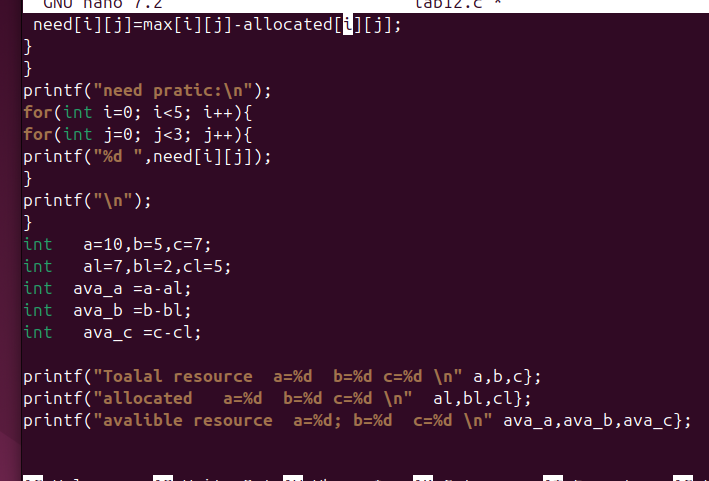 GNU nano 7.2 lab12.c *
need[i][j]=max[i][j]-allocated[i][j];
}
}
printf("need pratic:\n");
for(int i=0; i<5; i++){
for(int j=0; j<3; j++){
printf("%d ",need[i][j]);
}
printf("\n");
}
int   a=10,b=5,c=7;
int   al=7,bl=2,cl=5;
int  ava_a =a-al;
int  ava_b =b-bl;
int   ava_c =c-cl;
printf("Toalal resource  a=%d  b=%d c=%d \n" a,b,c};
printf("allocated   a=%d  b=%d c=%d \n"  al,bl,cl};
printf("avalible resource  a=%d; b=%d  c=%d \n" ava_a,ava_b,ava_c};